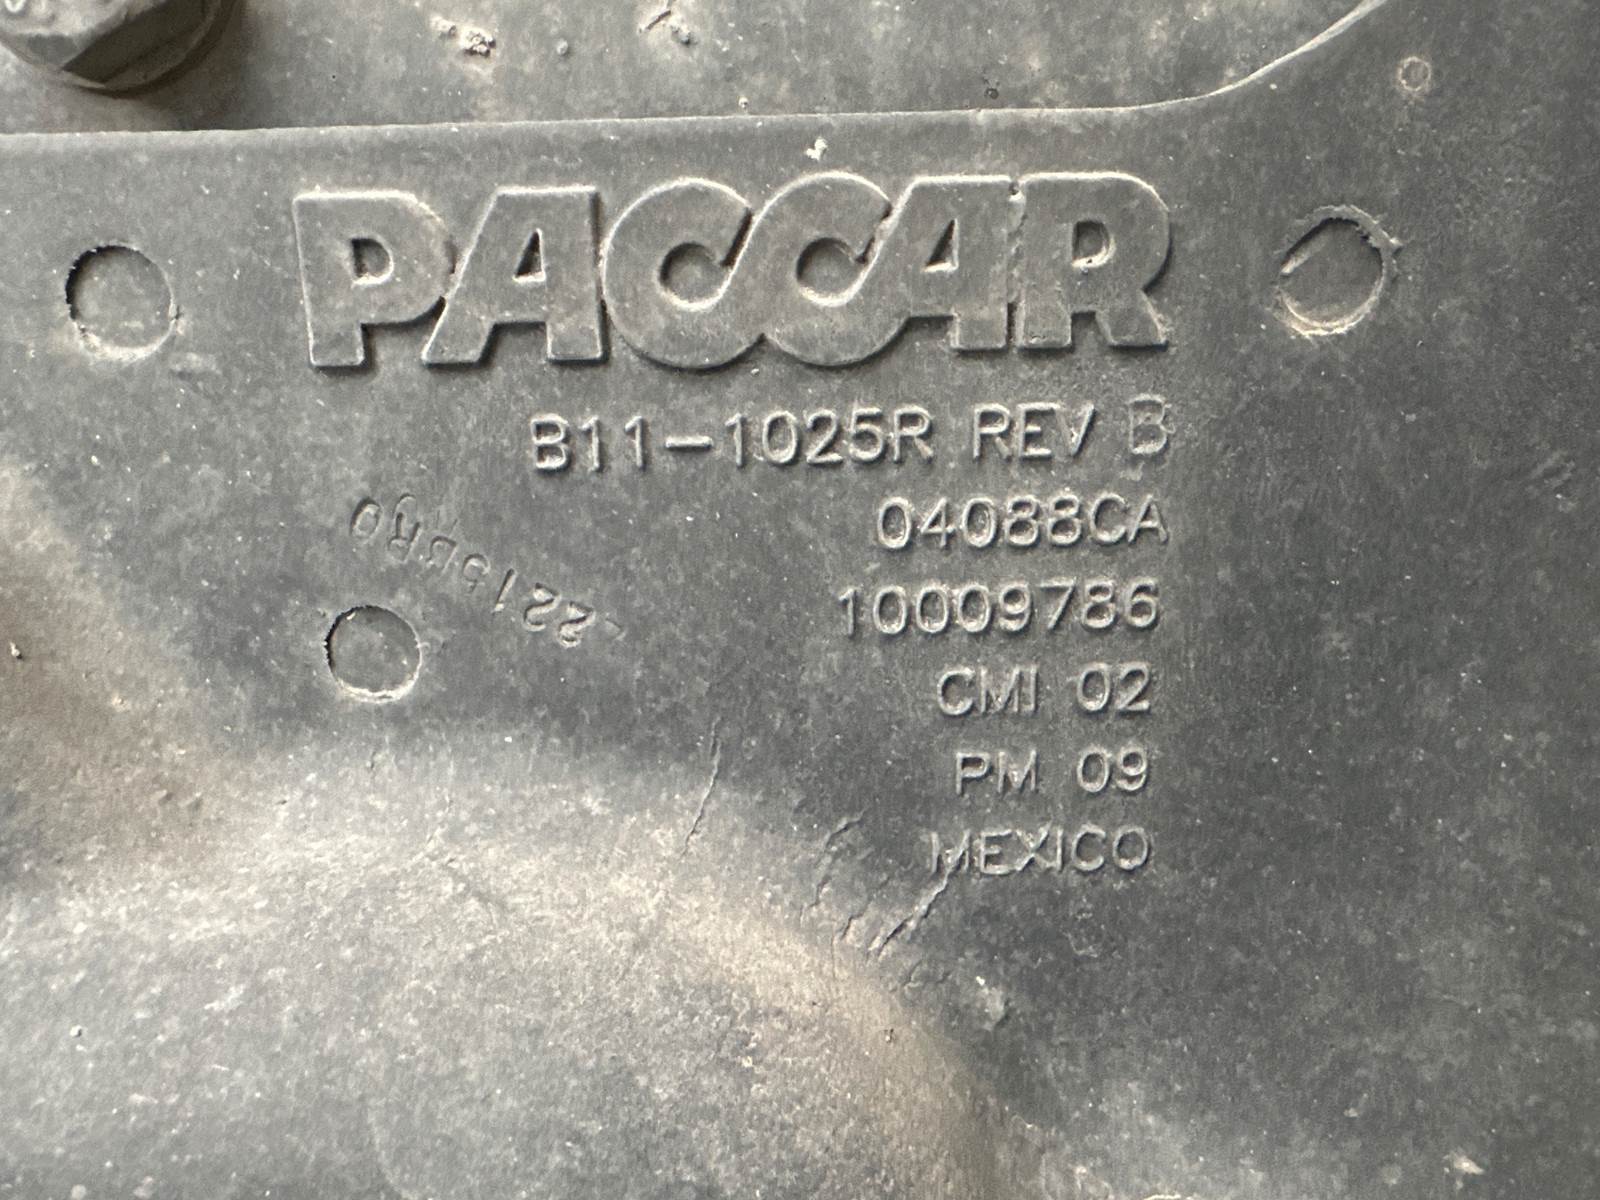 PACCAR
B11-1025R REV B
04088CA
10009786
CMI 02
PM 09
MEXICO